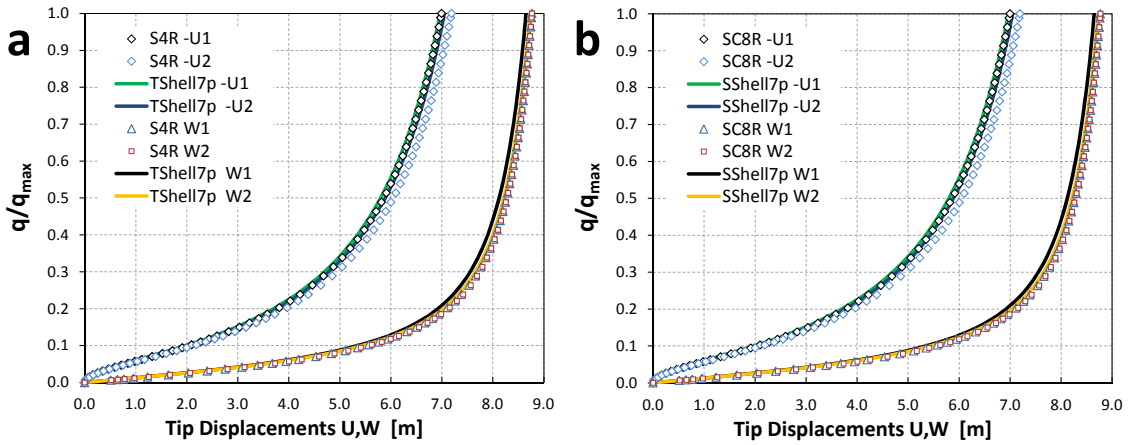 a
1.0
0.9
0.8
0.7
0.6
0.5
0.4
0.3
0.2
0.1
0.0
q/qmax
S4R -U1
S4R -U2
TShell7p -U1
TShell7p -U2
S4R W1
S4R W2
TShell7p W1
TShell7p W2
0.0 1.0 2.0 3.0 4.0 5.0 6.0 7.0 8.0 9.0
Tip Displacements U,W [m]
b
1.0
0.9
0.8
0.7
0.6
0.5
0.4
0.3
0.2
0.1
0.0
q/qmax
SC8R -U1
SC8R -U2
SShell7p -U1
SShell7p -U2
SC8R W1
SC8R W2
SShell7p W1
SShell7p W2
0.0 1.0 2.0 3.0 4.0 5.0 6.0 7.0 8.0 9.0
Tip Displacements U,W [m]